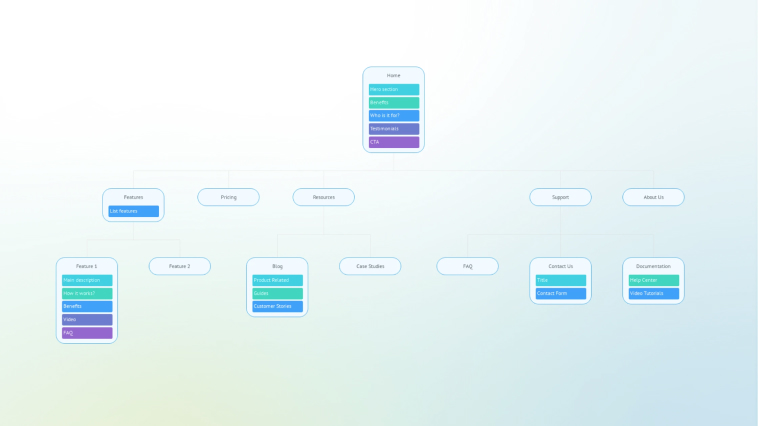 Home
Hero section
Benefits
Who is it for?
Testimonials
CTA
Features
List features
Pricing
Resources
Support
About Us
Feature 1
Main description
How it works?
Benefits
Video
FAQ
Feature 2
Blog
Product Related
Guides
Customer Stories
Case Studies
FAQ
Contact Us
Title
Contact Form
Documentation
Help Center
Video Tutorials